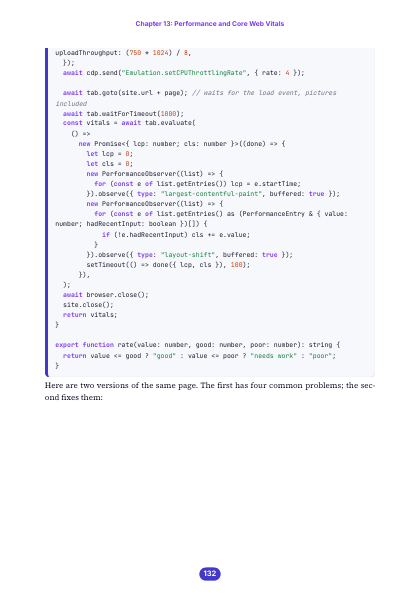 Chapter 13: Performance and Core Web Vitals
uploadThroughput: (750 * 1024) / 8,
  });
  await cdp.send("Emulation.setCPUThrottlingRate", { rate: 4 });

  await tab.goto(site.url + page); // waits for the load event, pictures
included
  await tab.waitForTimeout(1000);
  const vitals = await tab.evaluate(
    () =>
      new Promise<{ lcp: number; cls: number }>((done) => {
        let lcp = 0;
        let cls = 0;
        new PerformanceObserver((list) => {
          for (const e of list.getEntries()) lcp = e.startTime;
        }).observe({ type: "largest-contentful-paint", buffered: true });
        new PerformanceObserver((list) => {
          for (const e of list.getEntries() as (PerformanceEntry & { value:
number; hadRecentInput: boolean })[]) {
            if (!e.hadRecentInput) cls += e.value;
          }
        }).observe({ type: "layout-shift", buffered: true });
        setTimeout(() => done({ lcp, cls }), 100);
      }),
  );
  await browser.close();
  site.close();
  return vitals;
}

export function rate(value: number, good: number, poor: number): string {
  return value <= good ? "good" : value <= poor ? "needs work" : "poor";
}
Here are two versions of the same page. The first has four common problems; the sec-
ond fixes them:
132